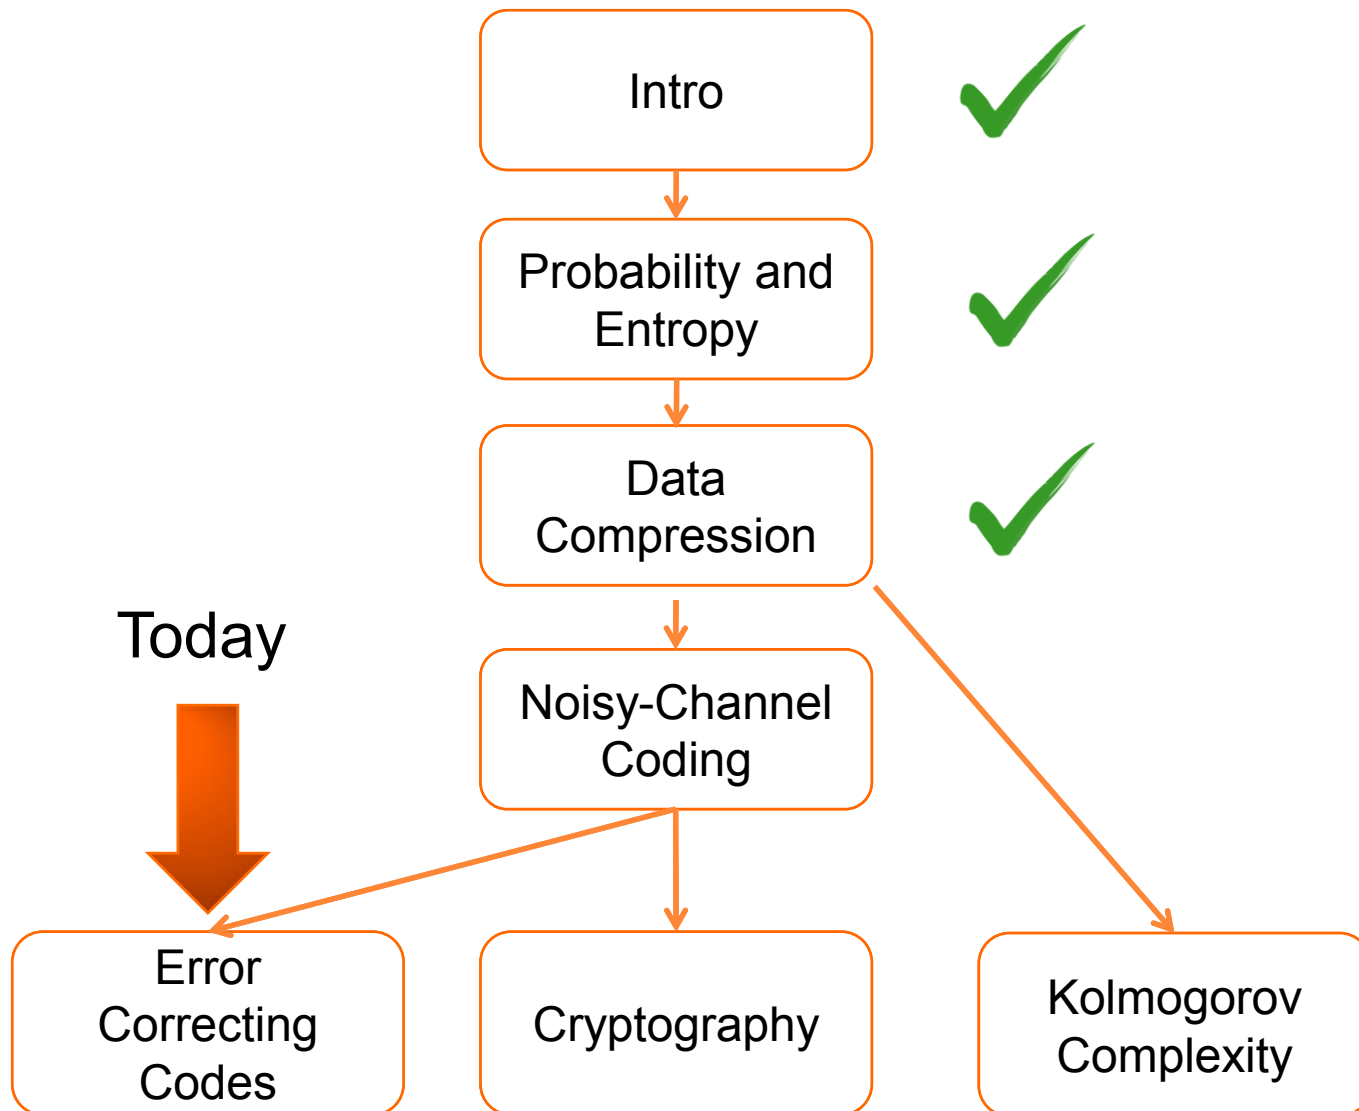 Intro
Probability and
Entropy
Data
Compression
Today
Noisy-Channel
Coding
Error
Correcting
Codes
Cryptography
Kolmogorov
Complexity